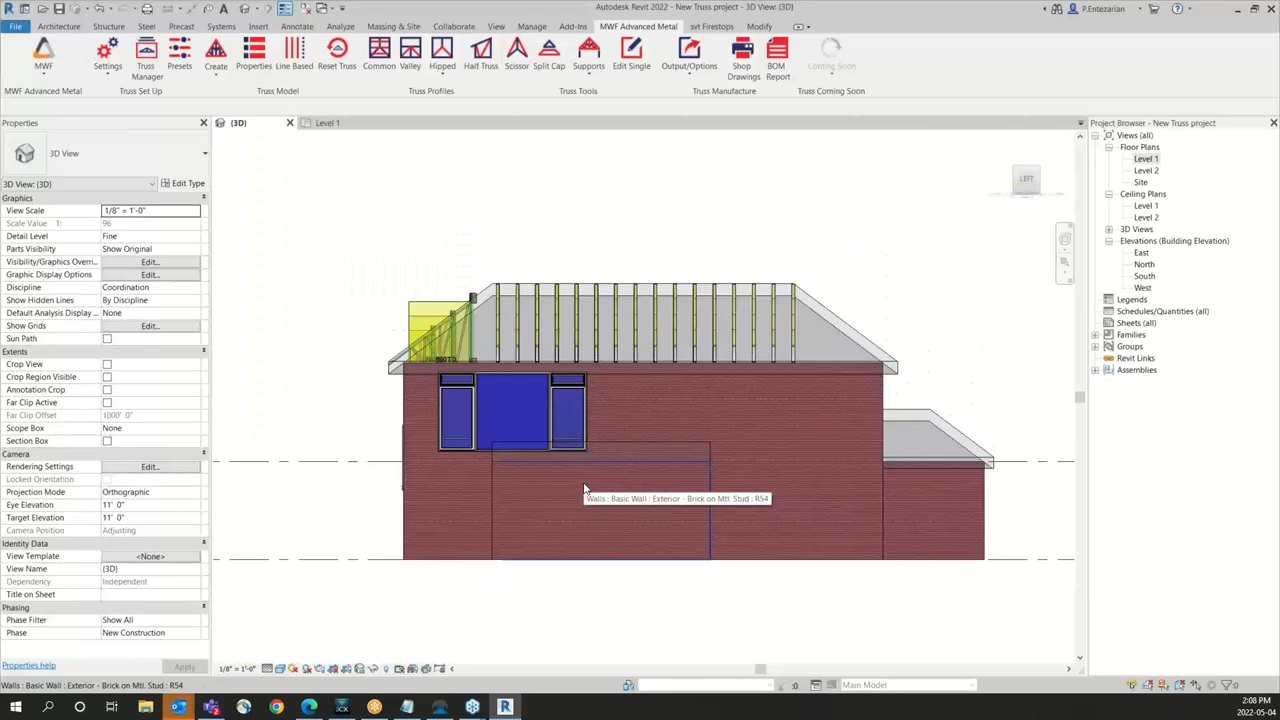 Autodesk Revit 2022 - New Truss project - 3D View: {3D}
P.Entezarian
File Architecture Structure Steel Precast Systems Insert Annotate Analyze Massing & Site Collaborate View Manage Add-Ins MWF Advanced Metal svt Firestops Modify
MWF Settings Truss Manager Presets Create Properties Line Based Reset Truss Common Valley Hipped Half Truss Scissor Split Cap Supports Edit Single Output/Options Shop Drawings BOM Report Coming Soon
MWF Advanced Metal Truss Set Up Truss Model Truss Profiles Truss Tools Truss Manufacture Truss Coming Soon
Properties
{3D}
Level 1
Project Browser - New Truss project
3D View
3D View: {3D}
Edit Type
Graphics
View Scale 1/8" = 1'-0"
Scale Value 1: 96
Detail Level Fine
Parts Visibility Show Original
Visibility/Graphics Overri... Edit...
Graphic Display Options Edit...
Discipline Coordination
Show Hidden Lines By Discipline
Default Analysis Display ... None
Show Grids Edit...
Sun Path
Extents
Crop View
Crop Region Visible
Annotation Crop
Far Clip Active
Far Clip Offset 1000' 0"
Scope Box None
Section Box
Camera
Rendering Settings Edit...
Locked Orientation
Projection Mode Orthographic
Eye Elevation 11' 0"
Target Elevation 11' 0"
Camera Position Adjusting
Identity Data
View Template <None>
View Name {3D}
Dependency Independent
Title on Sheet
Phasing
Phase Filter Show All
Phase New Construction
Properties help
Apply
LEFT
Walls : Basic Wall : Exterior - Brick on Mtl. Stud : R54
Views (all)
Floor Plans
Level 1
Level 2
Site
Ceiling Plans
Level 1
Level 2
3D Views
Elevations (Building Elevation)
East
North
South
West
Legends
Schedules/Quantities (all)
Sheets (all)
Families
Groups
Revit Links
Assemblies
1/8" = 1'-0"
Walls : Basic Wall : Exterior - Brick on Mtl. Stud : R54
:0
Main Model
:0
2:08 PM
2022-05-04